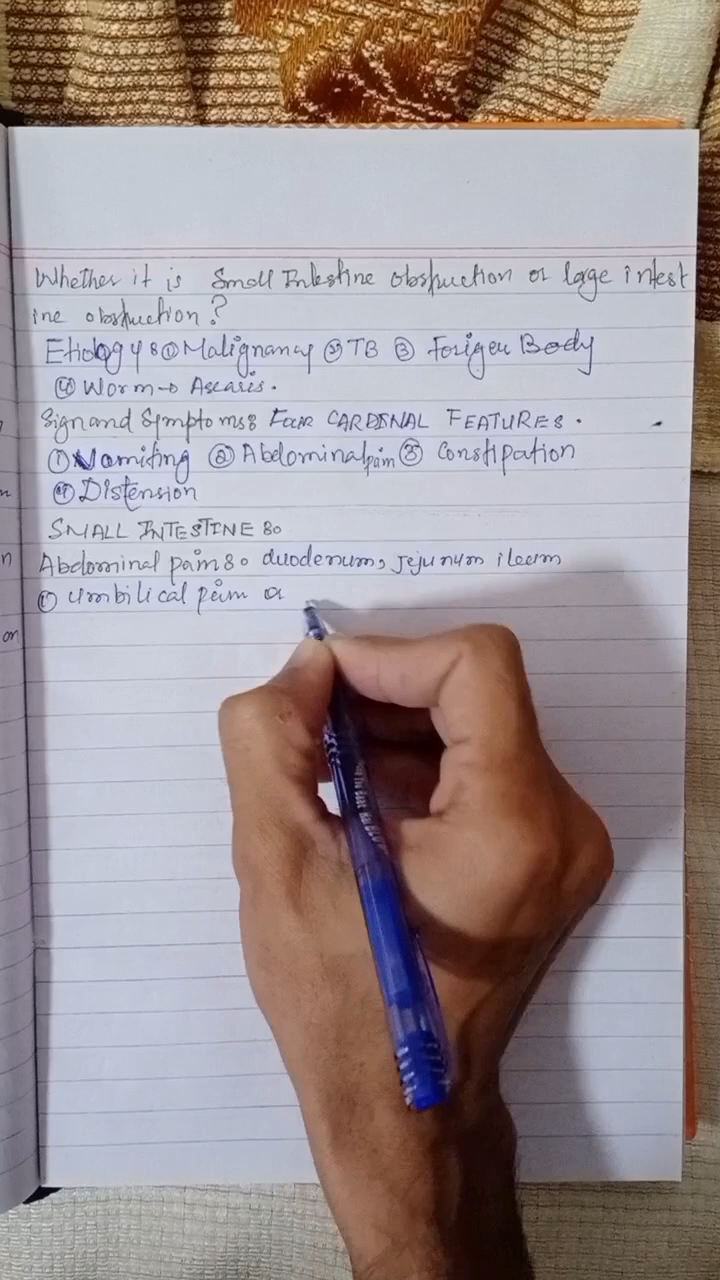 Whether it is Small Intestine obstruction or large intest
ine obstruction?
Etiology: ① Malignancy ② TB ③ Forigen Body
④ Worm → Ascaris.
Sign and Symptoms: FOUR CARDINAL FEATURES.
① Vomiting ② Abdominal pain ③ Constipation
④ Distension
SMALL INTESTINE:
Abdominal pain: duodenum, jejunum ileum
① Umbilical pain a
n
on